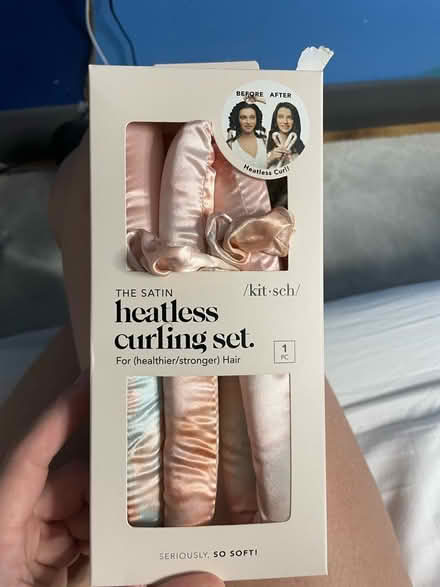 BEFORE AFTER
Heatless Curl!
THE SATIN
/kit·sch/
heatless
curling set.
For (healthier/stronger) Hair
1
PC
SERIOUSLY, SO SOFT!